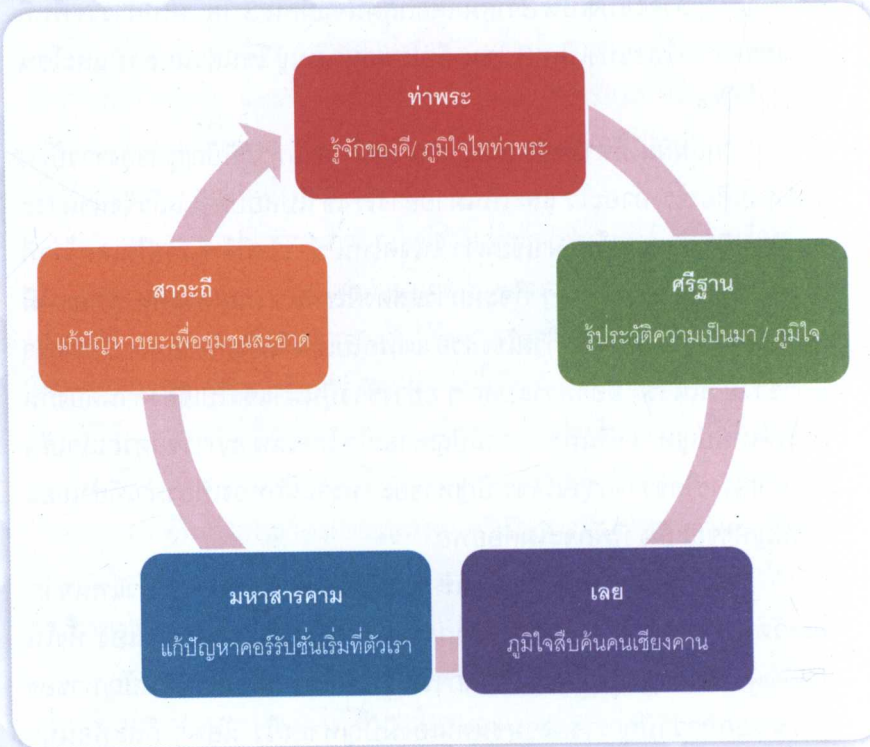 ท่าพระ
รู้จักของดี/ ภูมิใจไทท่าพระ
ศรีฐาน
รู้ประวัติความเป็นมา / ภูมิใจ
เลย
ภูมิใจสืบค้นคนเชียงคาน
มหาสารคาม
แก้ปัญหาคอร์รัปชั่นเริ่มที่ตัวเรา
สาวะถี
แก้ปัญหาขยะเพื่อชุมชนสะอาด